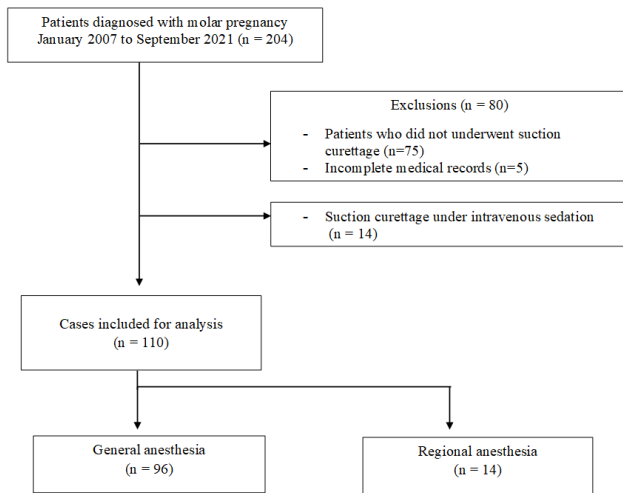 Patients diagnosed with molar pregnancy
January 2007 to September 2021 (n = 204)
Exclusions (n = 80)
- Patients who did not underwent suction
curettage (n=75)
- Incomplete medical records (n=5)
- Suction curettage under intravenous sedation
(n = 14)
Cases included for analysis
(n = 110)
General anesthesia
(n = 96)
Regional anesthesia
(n = 14)